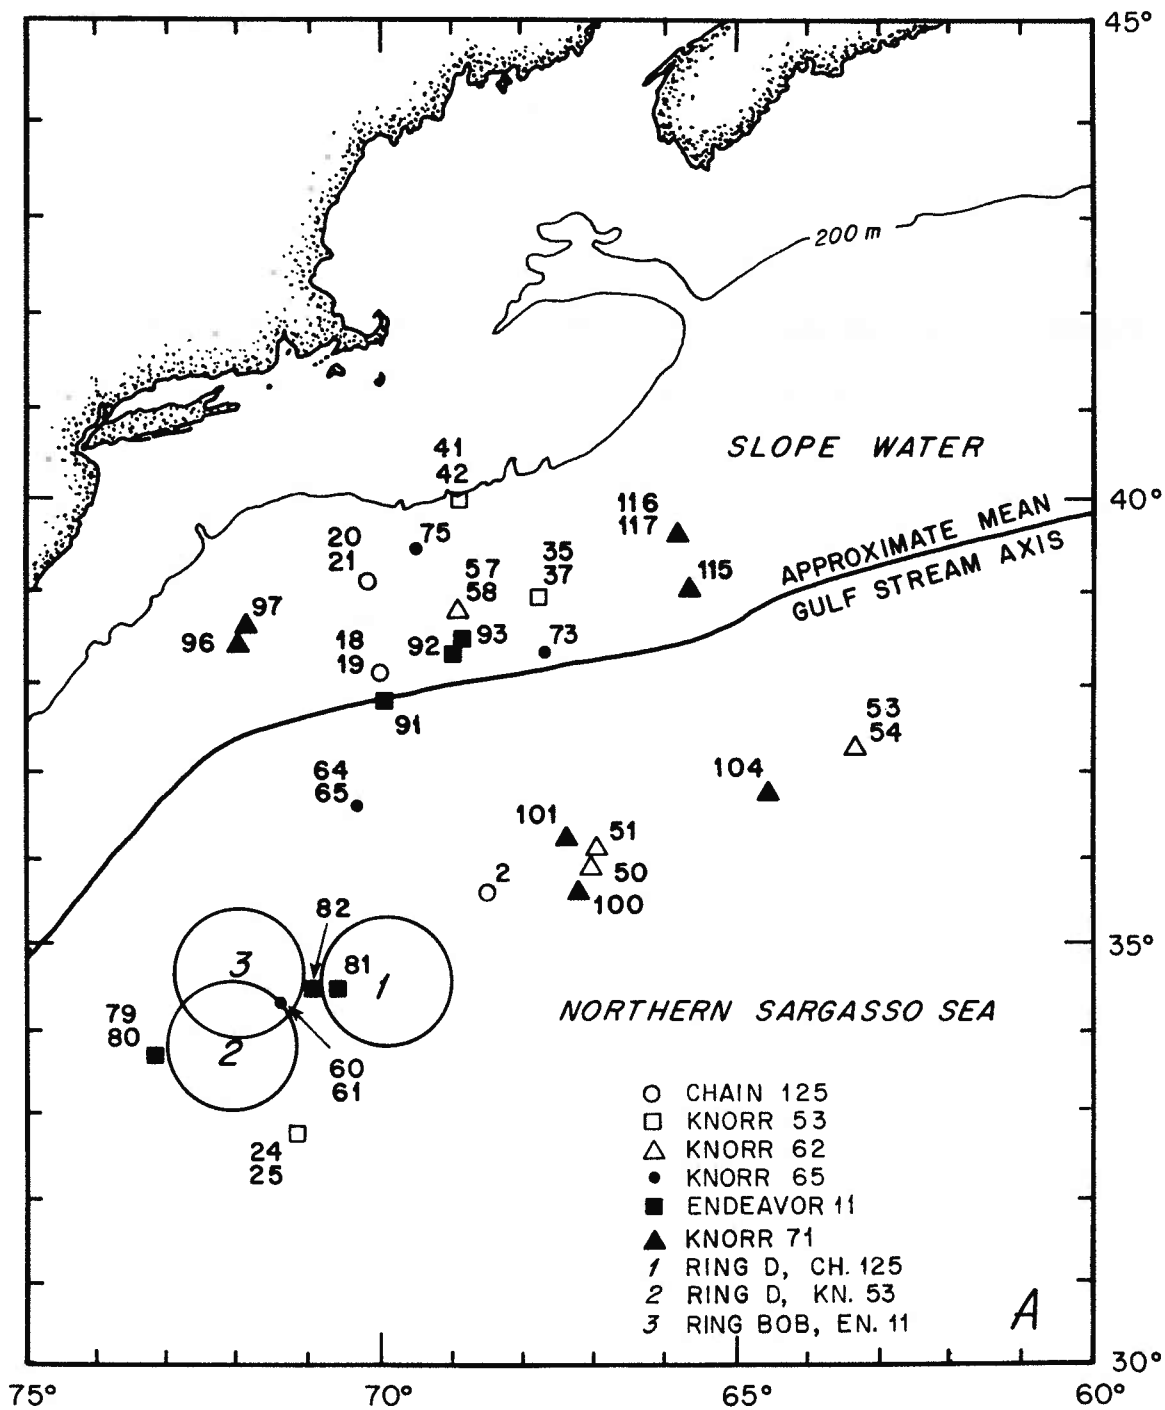 45°
200 m
SLOPE WATER
41
42
40°
116
117
APPROXIMATE MEAN
GULF STREAM AXIS
75
20
21
35
37
57
58
115
97
96
18
19
92
93
73
91
53
54
64
65
104
101
51
50
2
100
82
81
35°
3
1
NORTHERN SARGASSO SEA
79
80
2
60
61
24
25
CHAIN 125
KNORR 53
KNORR 62
KNORR 65
ENDEAVOR 11
KNORR 71
1 RING D, CH. 125
2 RING D, KN. 53
3 RING BOB, EN. 11
A
30°
75° 70° 65° 60°